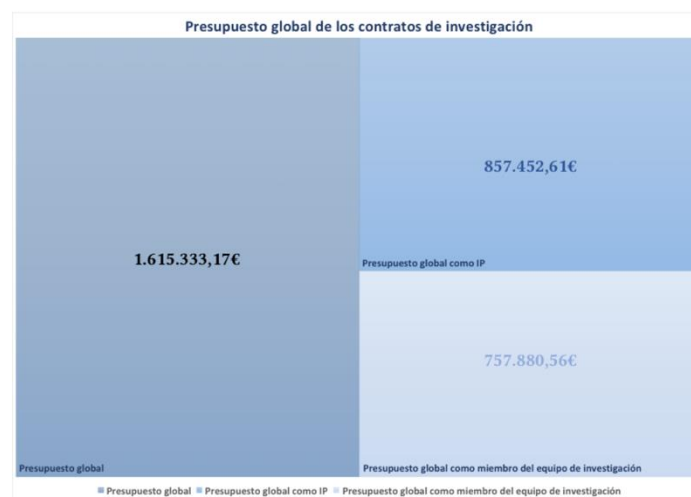 Presupuesto global de los contratos de investigación
1.615.333,17€
Presupuesto global
857.452,61€
Presupuesto global como IP
757.880,56€
Presupuesto global como miembro del equipo de investigación
Presupuesto global Presupuesto global como IP Presupuesto global como miembro del equipo de investigación